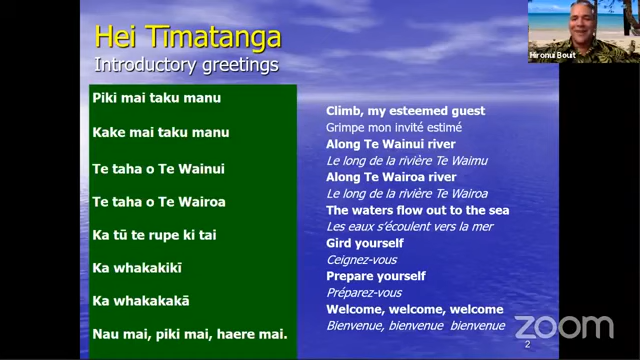 Hei Tīmatanga
Introductory greetings
Piki mai taku manu
Kake mai taku manu
Te taha o Te Wainui
Te taha o Te Wairoa
Ka tū te rupe ki tai
Ka whakakikī
Ka whakakakā
Nau mai, piki mai, haere mai.
Climb, my esteemed guest
Grimpe mon invité estimé
Along Te Wainui river
Le long de la rivière Te Waimu
Along Te Wairoa river
Le long de la rivière Te Wairoa
The waters flow out to the sea
Les eaux s'écoulent vers la mer
Gird yourself
Ceignez-vous
Prepare yourself
Préparez-vous
Welcome, welcome, welcome
Bienvenue, bienvenue bienvenue
2
Hironui Bouit
zoom